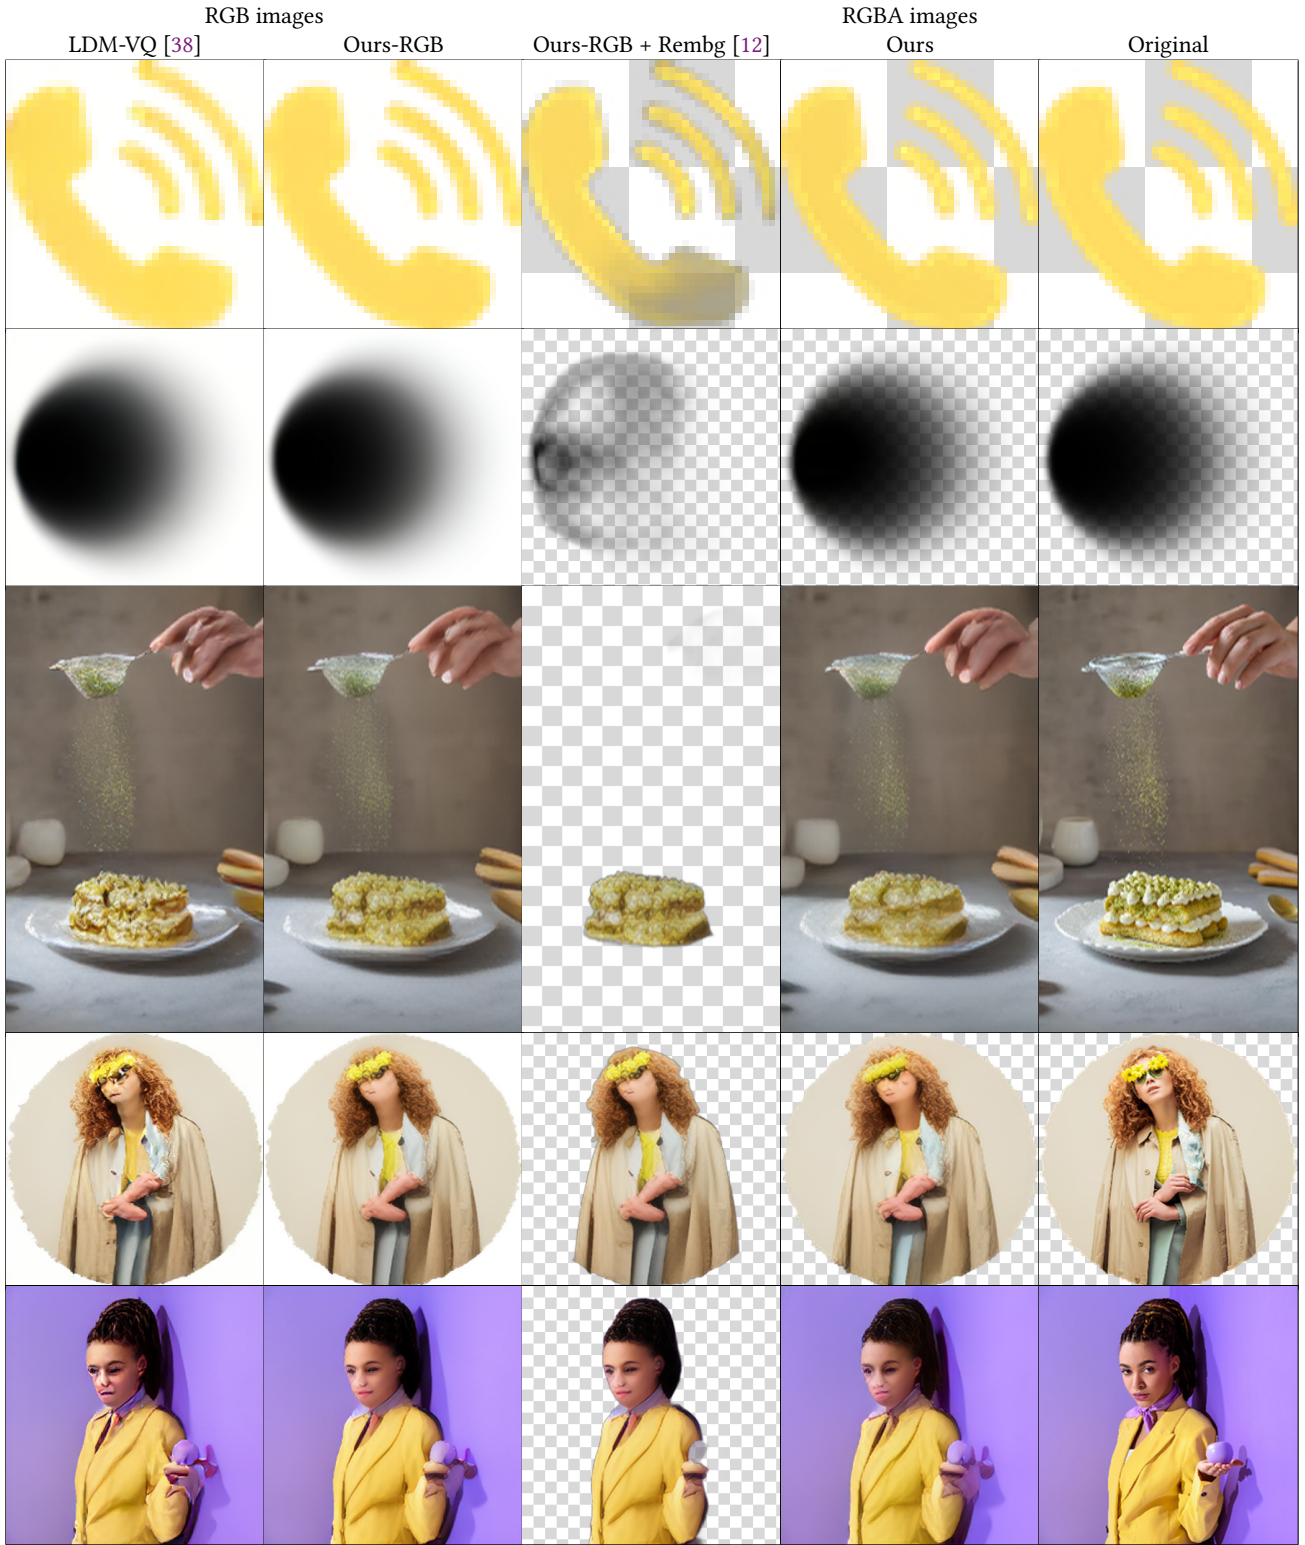 RGB images
RGBA images
LDM-VQ [38]
Ours-RGB
Ours-RGB + Rembg [12]
Ours
Original